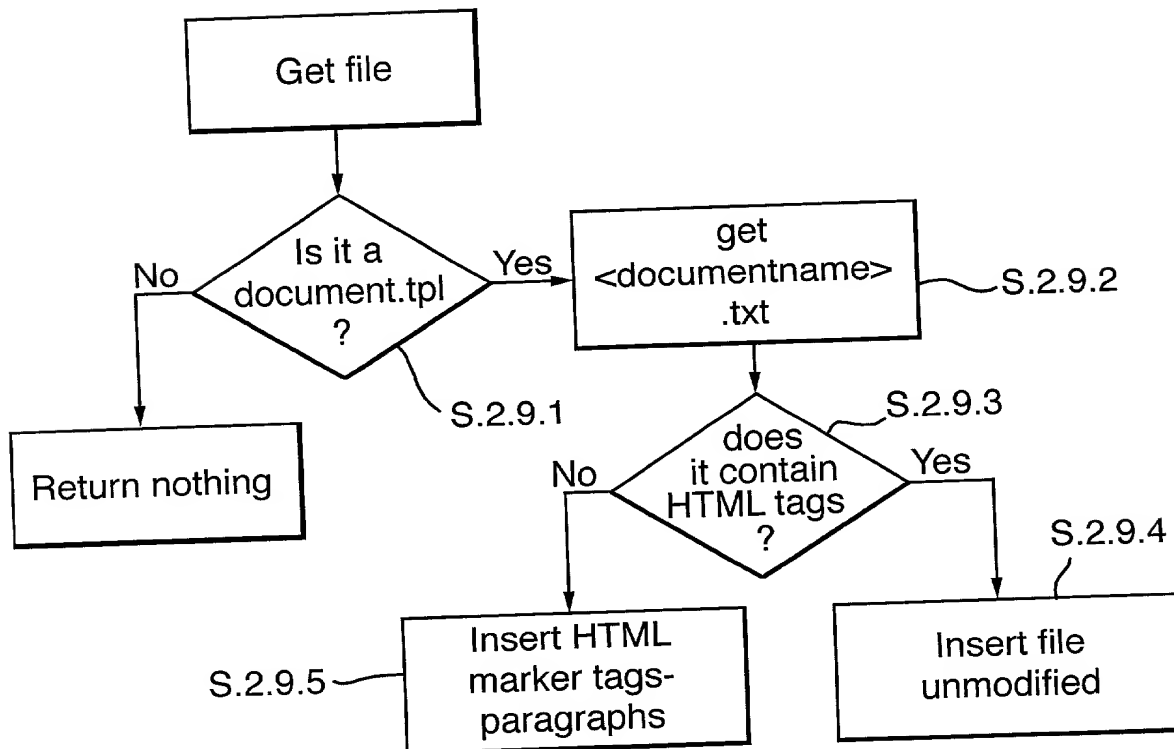 Get file
Is it a
document.tpl
?
No
Yes
get
<documentname>
.txt
S.2.9.2
S.2.9.1
Return nothing
S.2.9.3
does
it contain
HTML tags
?
No
Yes
S.2.9.4
Insert HTML
marker tags-
paragraphs
S.2.9.5
Insert file
unmodified